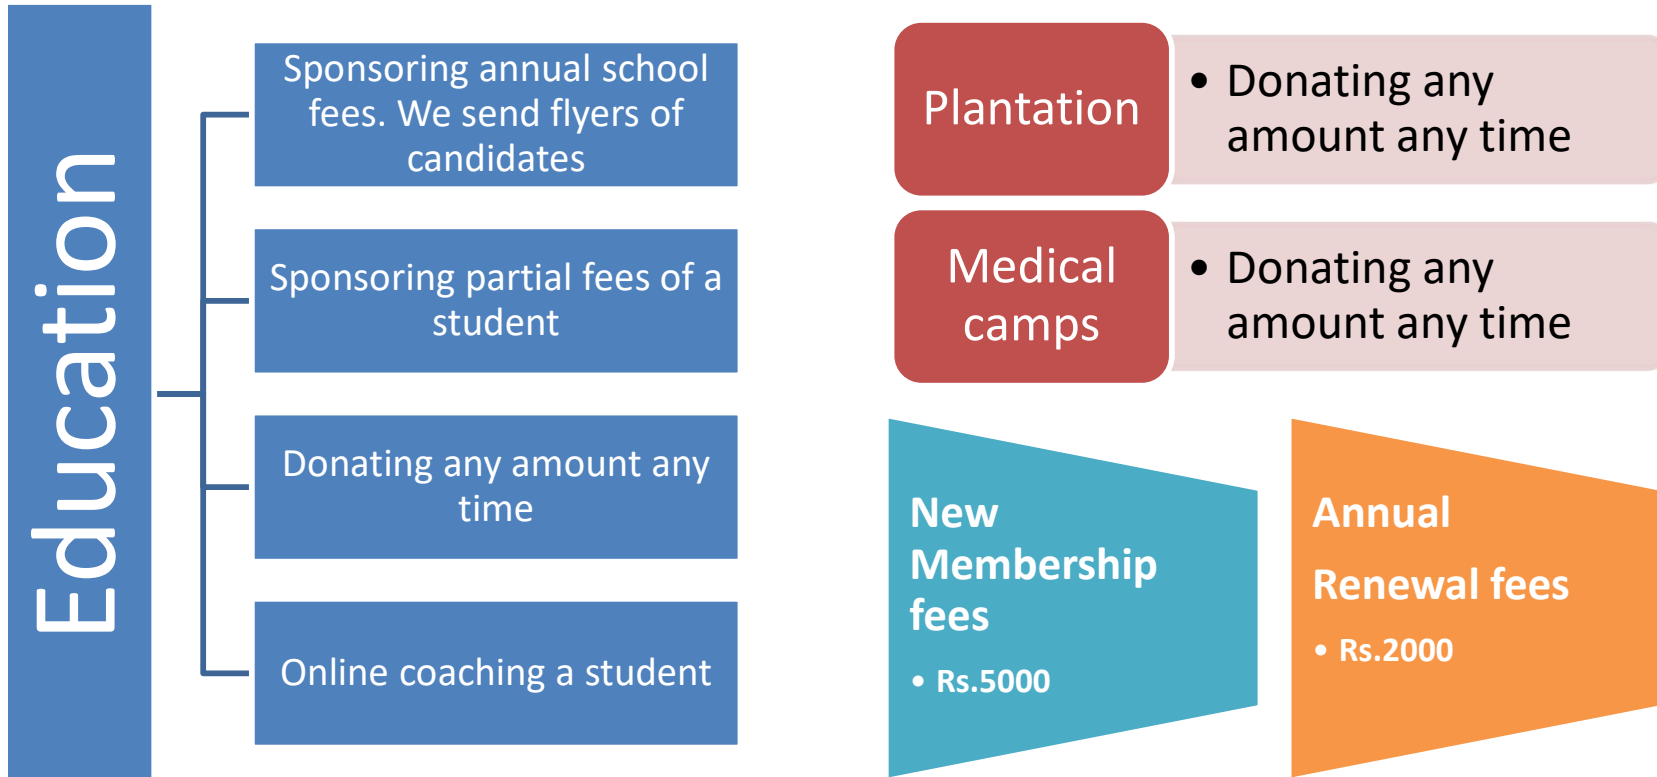 Education
Sponsoring annual school
fees. We send flyers of
candidates
Sponsoring partial fees of a
student
Donating any amount any
time
Online coaching a student
Plantation
• Donating any
amount any time
Medical
camps
• Donating any
amount any time
New
Membership
fees
• Rs.5000
Annual
Renewal fees
• Rs.2000